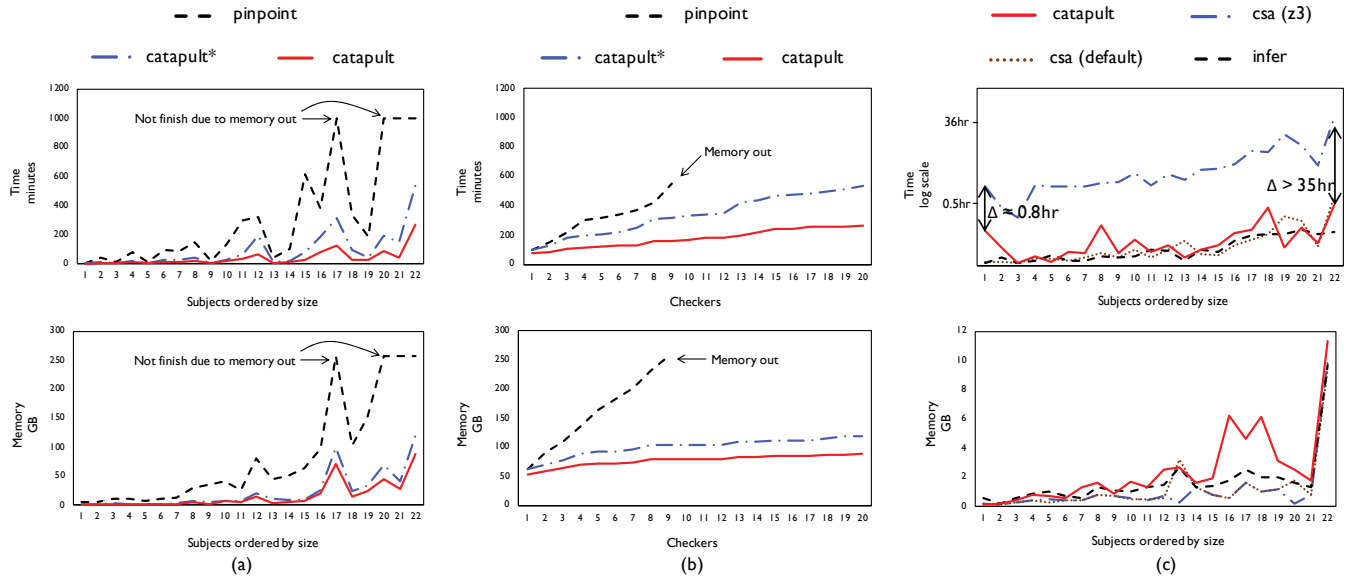 pinpoint
catapult*
catapult
1200
1000
800
600
400
200
0
Time
minutes
Not finish due to memory out
1 2 3 4 5 6 7 8 9 10 11 12 13 14 15 16 17 18 19 20 21 22
Subjects ordered by size
300
250
200
150
100
50
0
Memory
GB
Not finish due to memory out
1 2 3 4 5 6 7 8 9 10 11 12 13 14 15 16 17 18 19 20 21 22
Subjects ordered by size
(a)
pinpoint
catapult*
catapult
1200
1000
800
600
400
200
0
Time
minutes
Memory out
1 2 3 4 5 6 7 8 9 10 11 12 13 14 15 16 17 18 19 20
Checkers
300
250
200
150
100
50
0
Memory
GB
Memory out
1 2 3 4 5 6 7 8 9 10 11 12 13 14 15 16 17 18 19 20
Checkers
(b)
catapult
csa (z3)
csa (default)
infer
36hr
0.5hr
Time
log scale
Δ ≈ 0.8hr
Δ > 35hr
1 2 3 4 5 6 7 8 9 10 11 12 13 14 15 16 17 18 19 20 21 22
Subjects ordered by size
12
10
8
6
4
2
0
Memory
GB
1 2 3 4 5 6 7 8 9 10 11 12 13 14 15 16 17 18 19 20 21 22
Subjects ordered by size
(c)